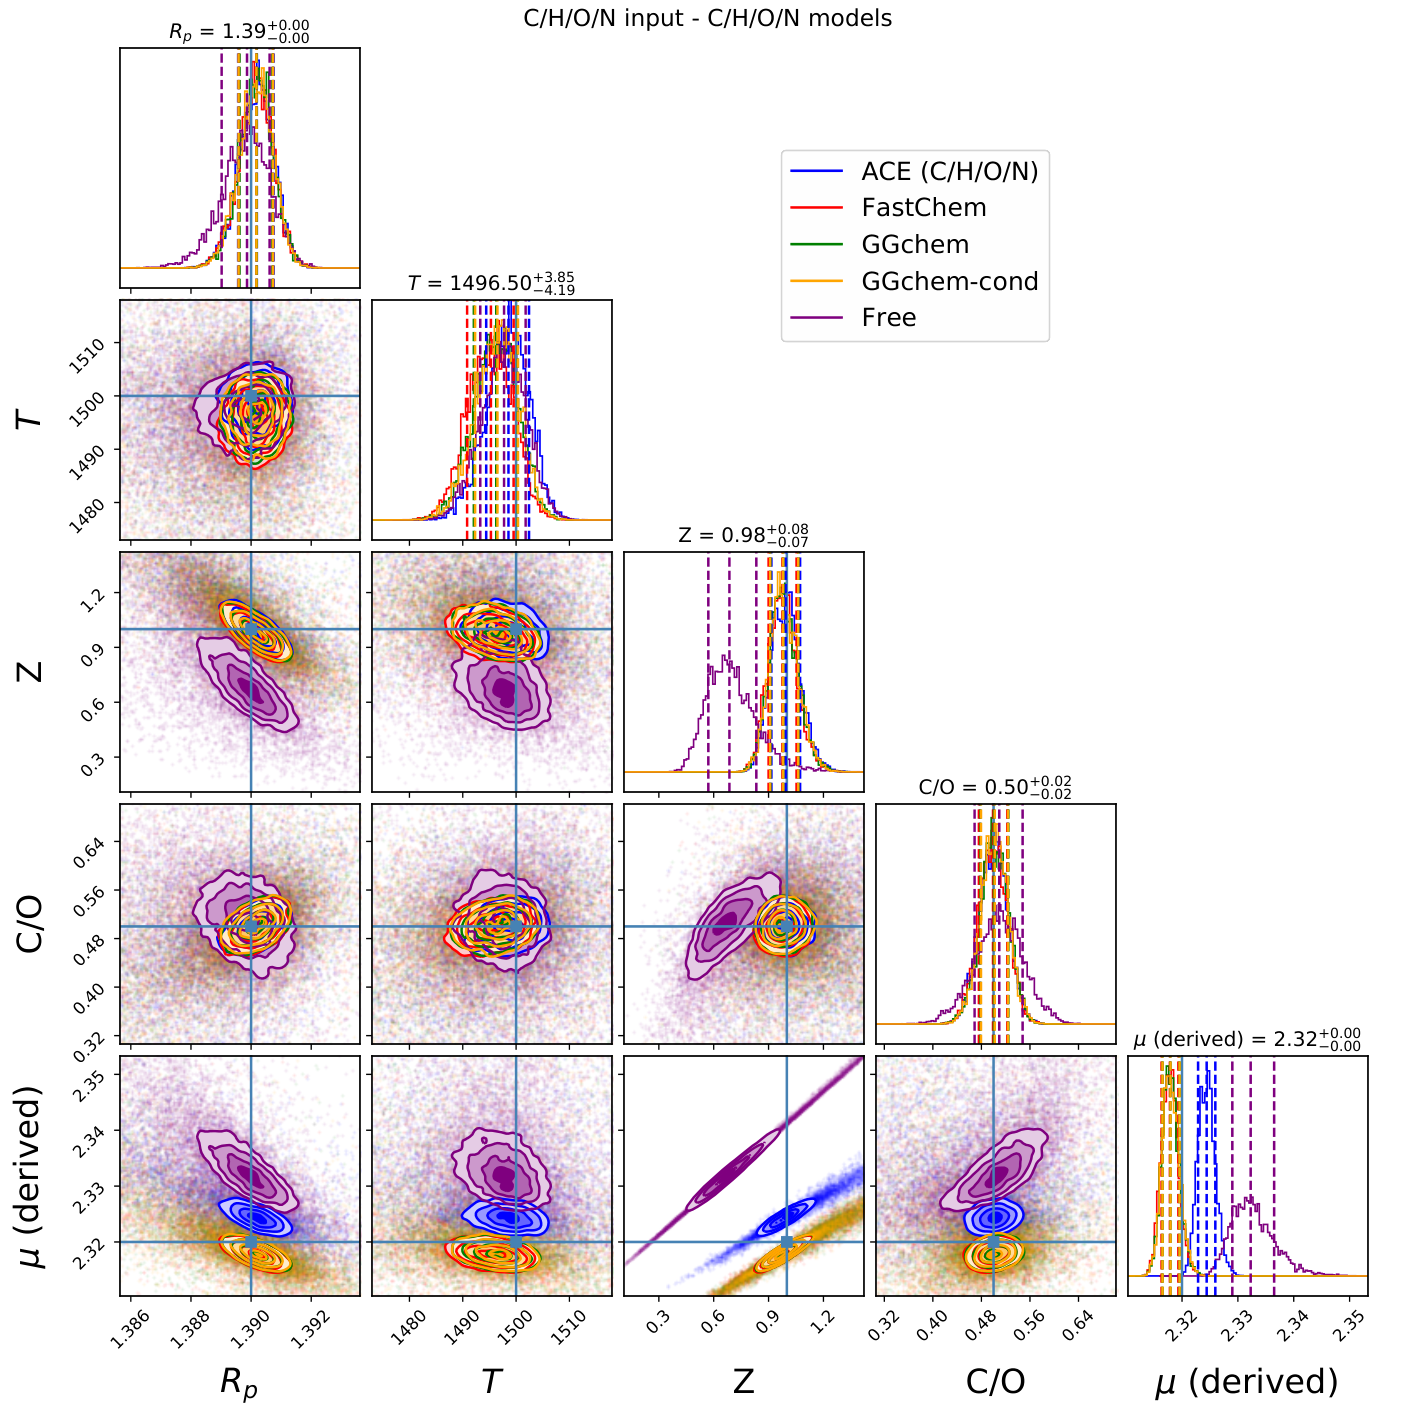 C/H/O/N input - C/H/O/N models
R_p = 1.39^{+0.00}_{-0.00}
ACE (C/H/O/N)
FastChem
GGchem
GGchem-cond
Free
T = 1496.50^{+3.85}_{-4.19}
T
1510
1500
1490
1480
Z = 0.98^{+0.08}_{-0.07}
Z
1.2
0.9
0.6
0.3
C/O = 0.50^{+0.02}_{-0.02}
C/O
0.64
0.56
0.48
0.40
0.32
μ (derived) = 2.32^{+0.00}_{-0.00}
μ (derived)
2.35
2.34
2.33
2.32
1.386 1.388 1.390 1.392
1480 1490 1500 1510
0.3 0.6 0.9 1.2
0.32 0.40 0.48 0.56 0.64
2.32 2.33 2.34 2.35
R_p T Z C/O μ (derived)